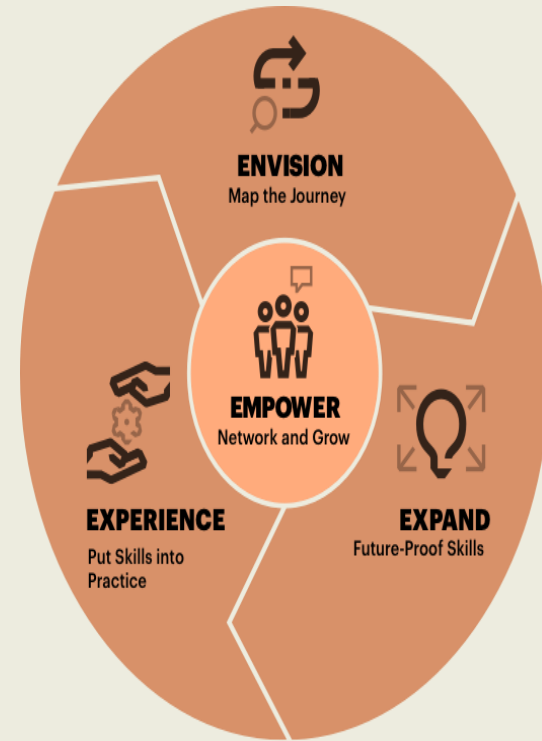 ENVISION
Map the Journey
EMPOWER
Network and Grow
EXPERIENCE
Put Skills into
Practice
EXPAND
Future-Proof Skills